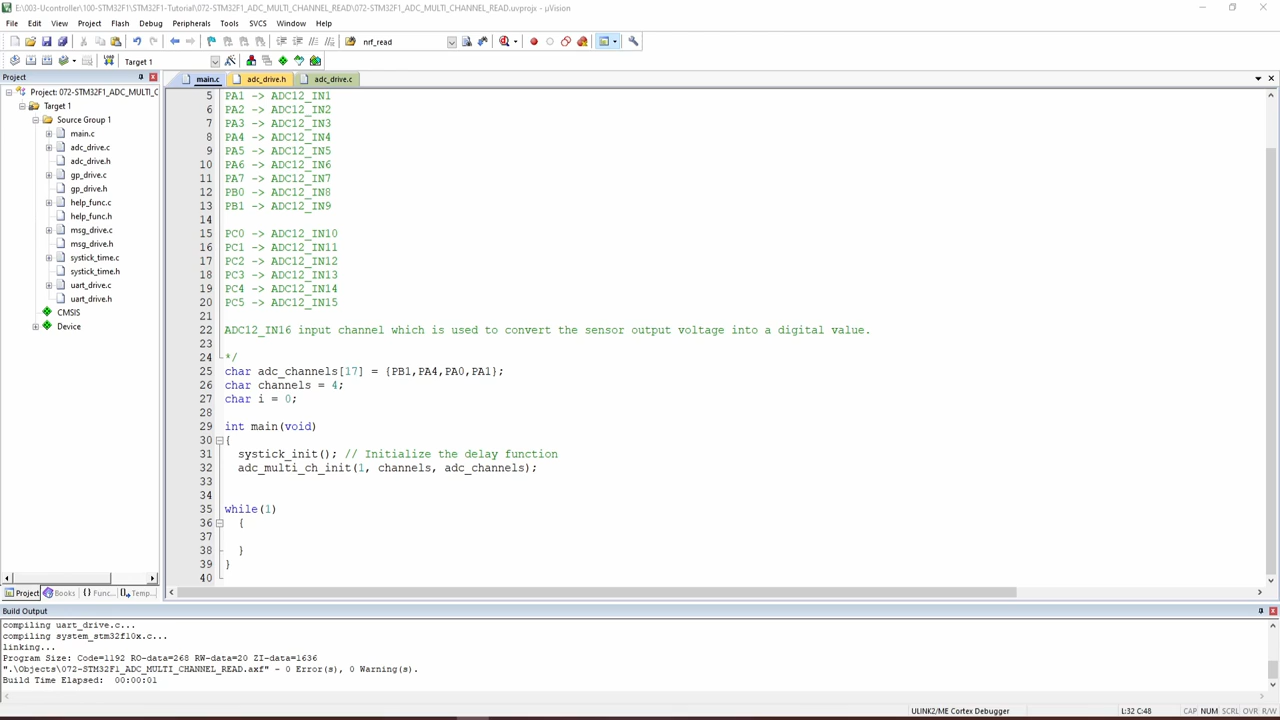 E:\003-Ucontroller\100-STM32F1\STM32F1-Tutorial\072-STM32F1_ADC_MULTI_CHANNEL_READ\072-STM32F1_ADC_MULTI_CHANNEL_READ.uvprojx - µVision
File Edit View Project Flash Debug Peripherals Tools SVCS Window Help
nrf_read
Target 1
Project
main.c adc_drive.h adc_drive.c
Project: 072-STM32F1_ADC_MULTI_C
Target 1
Source Group 1
main.c
adc_drive.c
adc_drive.h
gp_drive.c
gp_drive.h
help_func.c
help_func.h
msg_drive.c
msg_drive.h
systick_time.c
systick_time.h
uart_drive.c
uart_drive.h
CMSIS
Device
5 PA1 -> ADC12_IN1
6 PA2 -> ADC12_IN2
7 PA3 -> ADC12_IN3
8 PA4 -> ADC12_IN4
9 PA5 -> ADC12_IN5
10 PA6 -> ADC12_IN6
11 PA7 -> ADC12_IN7
12 PB0 -> ADC12_IN8
13 PB1 -> ADC12_IN9
14
15 PC0 -> ADC12_IN10
16 PC1 -> ADC12_IN11
17 PC2 -> ADC12_IN12
18 PC3 -> ADC12_IN13
19 PC4 -> ADC12_IN14
20 PC5 -> ADC12_IN15
21
22 ADC12_IN16 input channel which is used to convert the sensor output voltage into a digital value.
23
24 */
25 char adc_channels[17] = {PB1,PA4,PA0,PA1};
26 char channels = 4;
27 char i = 0;
28
29 int main(void)
30 {
31 systick_init(); // Initialize the delay function
32 adc_multi_ch_init(1, channels, adc_channels);
33
34
35 while(1)
36 {
37
38 }
39 }
40
Project Books {} Func... Temp...
Build Output
compiling uart_drive.c...
compiling system_stm32f10x.c...
linking...
Program Size: Code=1192 RO-data=268 RW-data=20 ZI-data=1636
".\Objects\072-STM32F1_ADC_MULTI_CHANNEL_READ.axf" - 0 Error(s), 0 Warning(s).
Build Time Elapsed: 00:00:01
ULINK2/ME Cortex Debugger L:32 C:48 CAP NUM SCRL OVR R/W